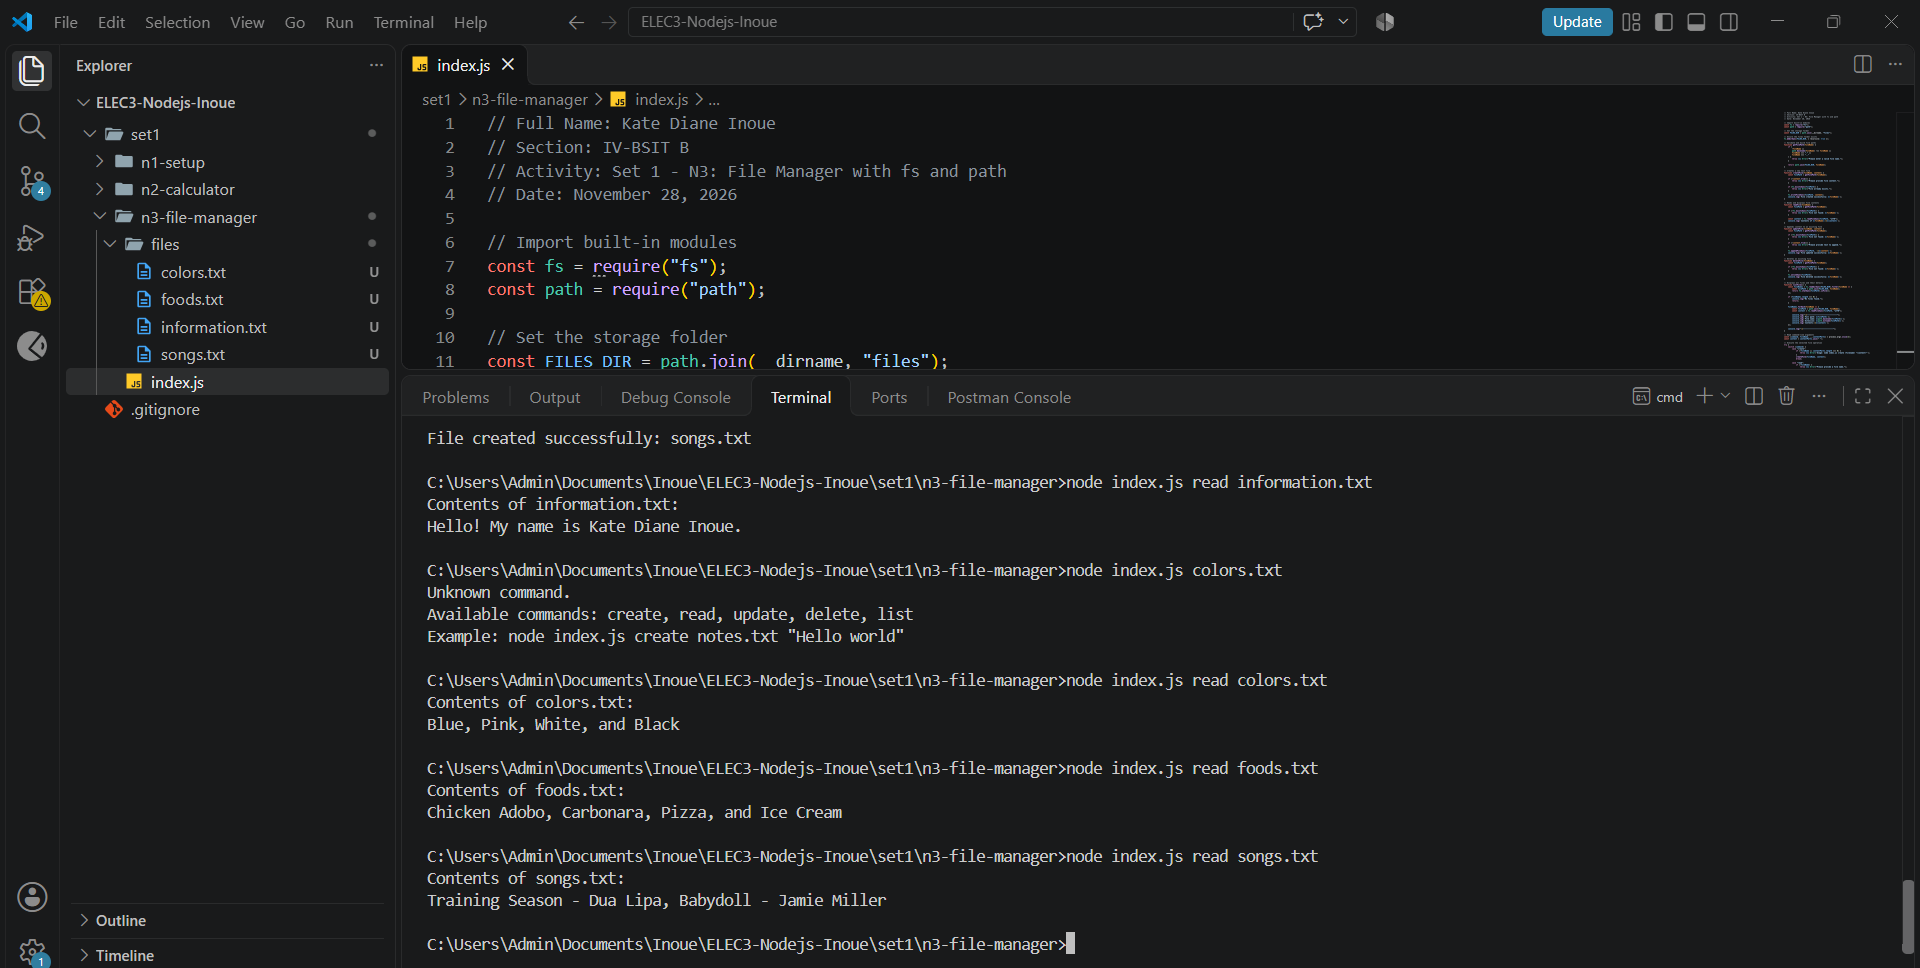 File Edit Selection View Go Run Terminal Help
ELEC3-Nodejs-Inoue
Update
Explorer
ELEC3-Nodejs-Inoue
set1
n1-setup
n2-calculator
n3-file-manager
files
colors.txt U
foods.txt U
information.txt U
songs.txt U
JS index.js
.gitignore
Outline
Timeline
4
1
JS index.js
set1 > n3-file-manager > JS index.js > ...
1 // Full Name: Kate Diane Inoue
2 // Section: IV-BSIT B
3 // Activity: Set 1 - N3: File Manager with fs and path
4 // Date: November 28, 2026
5
6 // Import built-in modules
7 const fs = require("fs");
8 const path = require("path");
9
10 // Set the storage folder
11 const FILES_DIR = path.join(__dirname, "files");
Problems Output Debug Console Terminal Ports Postman Console
cmd
File created successfully: songs.txt
C:\Users\Admin\Documents\Inoue\ELEC3-Nodejs-Inoue\set1\n3-file-manager>node index.js read information.txt
Contents of information.txt:
Hello! My name is Kate Diane Inoue.
C:\Users\Admin\Documents\Inoue\ELEC3-Nodejs-Inoue\set1\n3-file-manager>node index.js colors.txt
Unknown command.
Available commands: create, read, update, delete, list
Example: node index.js create notes.txt "Hello world"
C:\Users\Admin\Documents\Inoue\ELEC3-Nodejs-Inoue\set1\n3-file-manager>node index.js read colors.txt
Contents of colors.txt:
Blue, Pink, White, and Black
C:\Users\Admin\Documents\Inoue\ELEC3-Nodejs-Inoue\set1\n3-file-manager>node index.js read foods.txt
Contents of foods.txt:
Chicken Adobo, Carbonara, Pizza, and Ice Cream
C:\Users\Admin\Documents\Inoue\ELEC3-Nodejs-Inoue\set1\n3-file-manager>node index.js read songs.txt
Contents of songs.txt:
Training Season - Dua Lipa, Babydoll - Jamie Miller
C:\Users\Admin\Documents\Inoue\ELEC3-Nodejs-Inoue\set1\n3-file-manager>